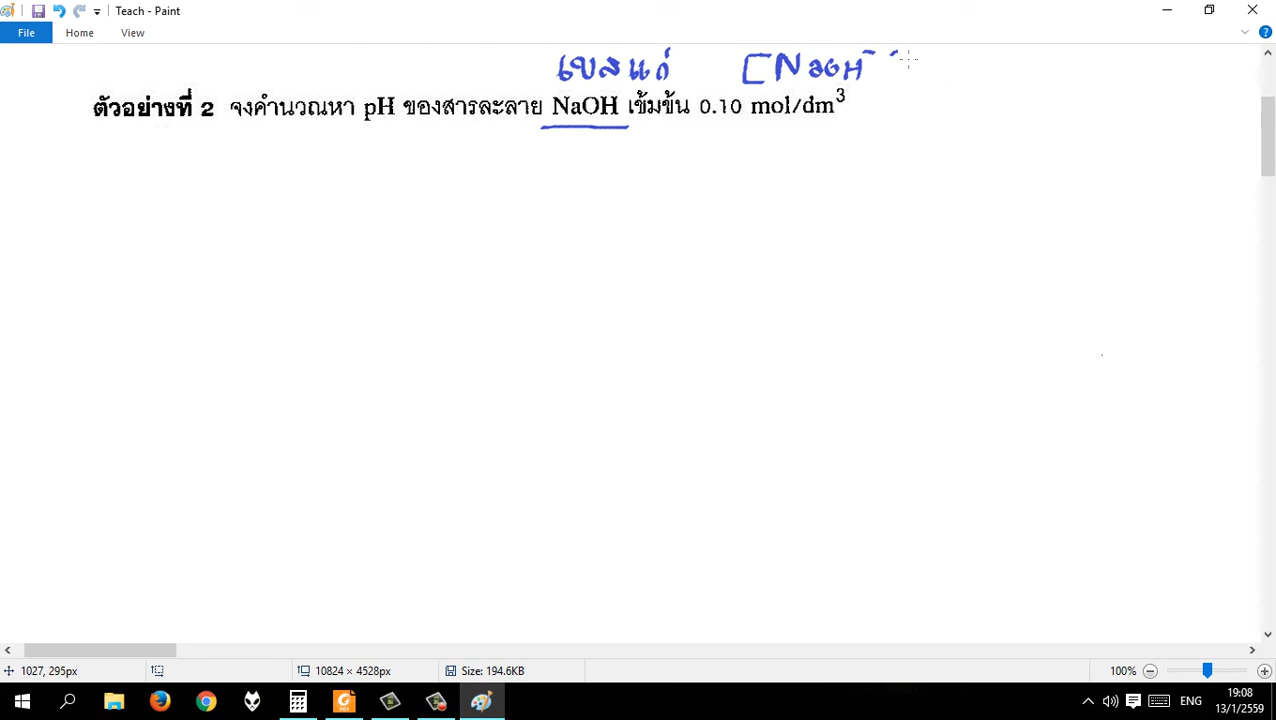 Teach - Paint
File Home View
เบสแก่ [NaOH
ตัวอย่างที่ 2 จงคำนวณหา pH ของสารละลาย NaOH เข้มข้น 0.10 mol/dm³
1027, 295px 10824 × 4528px Size: 194.6KB 100%
ENG 19:08
13/1/2559